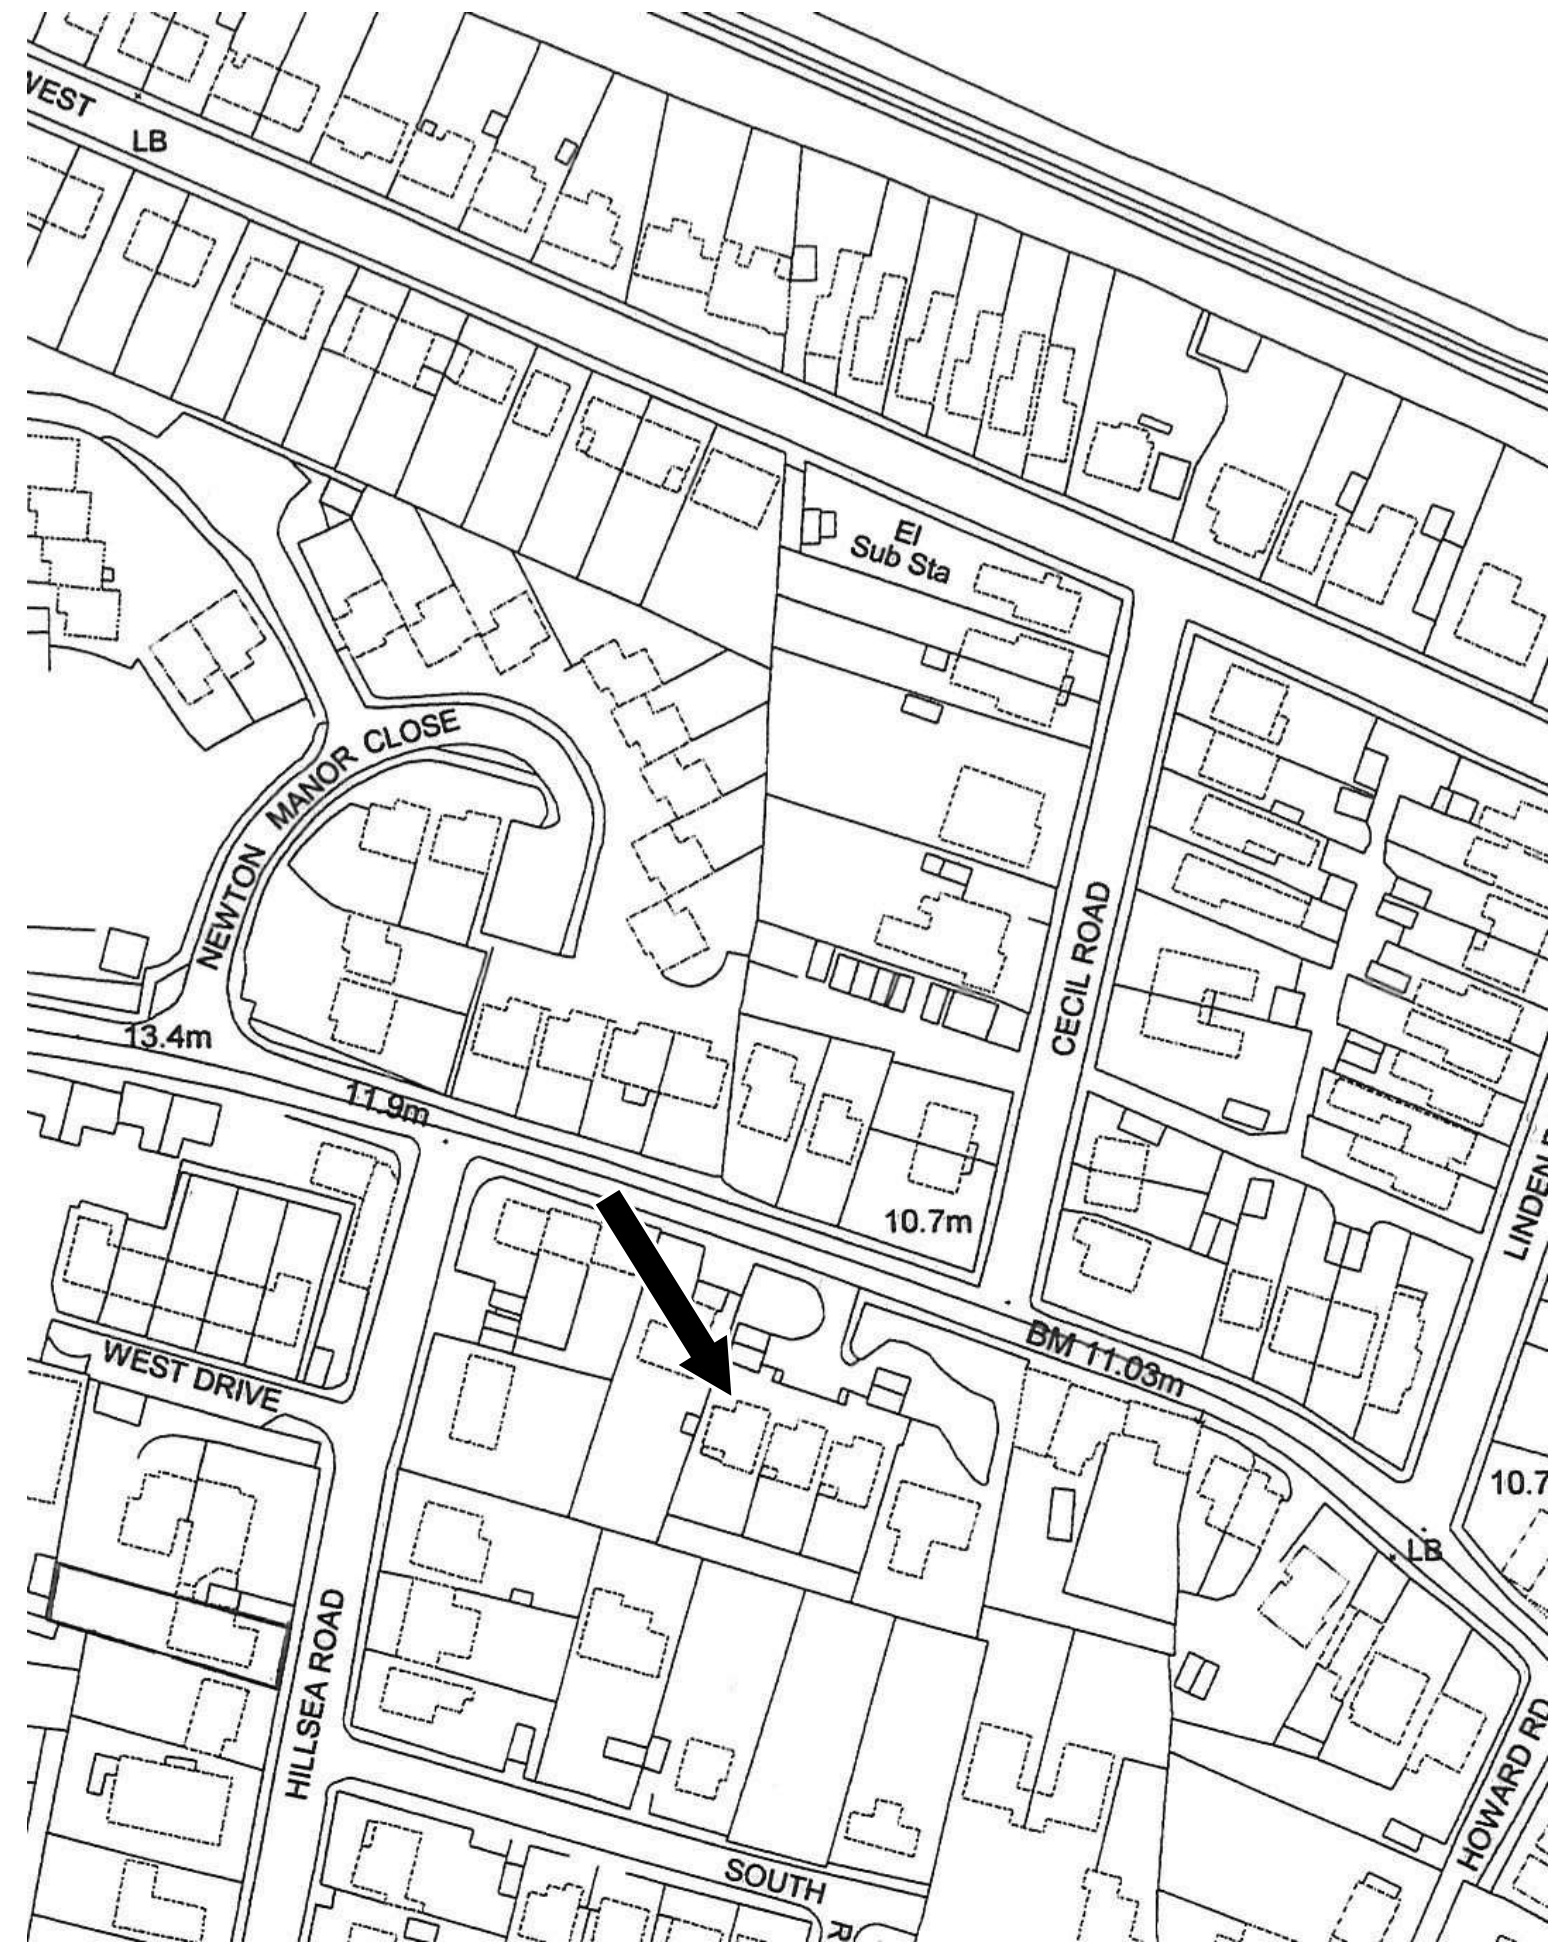 WEST
LB
El
Sub Sta
NEWTON MANOR CLOSE
CECIL ROAD
13.4m
11.9m
10.7m
LINDEN
BM 11.03m
WEST DRIVE
10.7
LB
HILLSEA ROAD
HOWARD RD
SOUTH
R